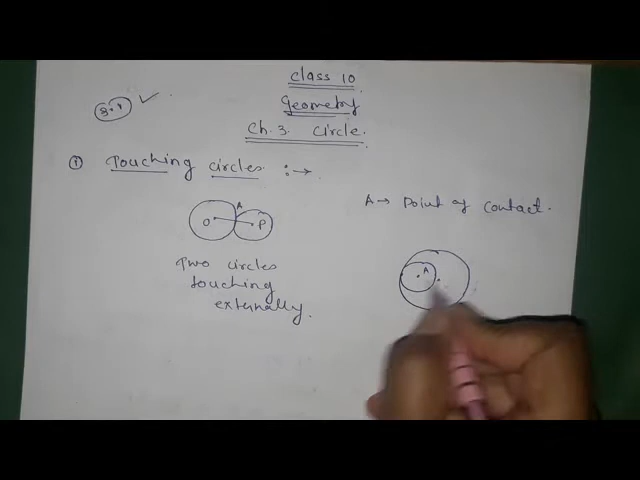 class 10
Geometry
3.1
Ch.3. Circle.
① Touching circles :→
A→ Point of contact.
A
O P
A
Two circles
touching
externally.